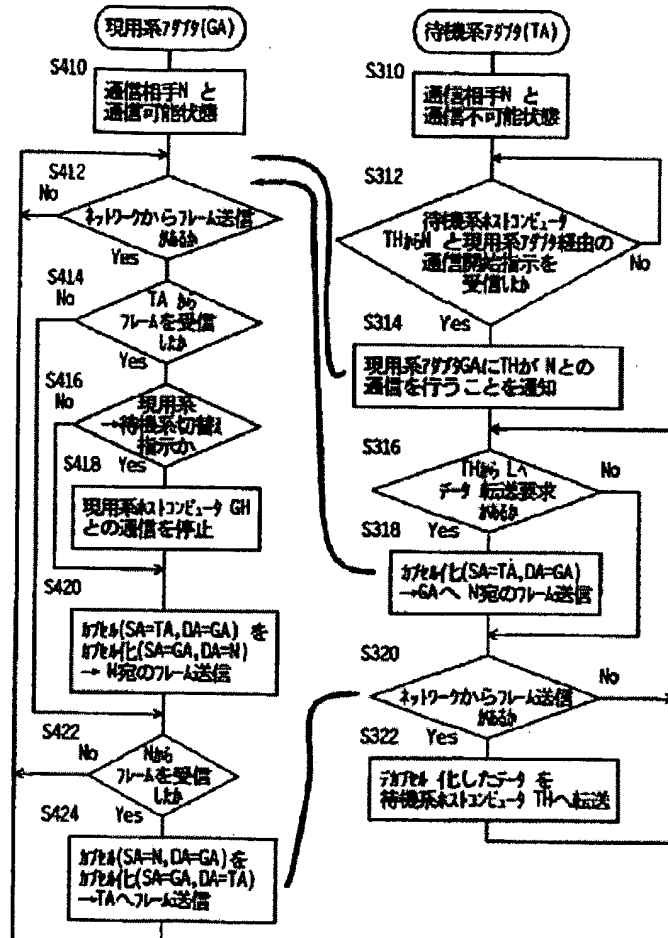 現用系アダプタ(GA)
S410
通信相手N と
通信可能状態
S412
No
ネットワークからフレーム送信
があるか
Yes
S414
No
TA から
フレームを受信
したか
Yes
S416
No
現用系
→待機系切替え
指示か
S418
Yes
現用系ホストコンピュータ GH
との通信を停止
S420
カプセル(SA=TA,DA=GA) を
カプセル化(SA=GA,DA=N)
→ N宛のフレーム送信
S422
No
Nから
フレームを受信
したか
S424
Yes
カプセル(SA=N,DA=GA) を
カプセル化(SA=GA,DA=TA)
→TAへフレーム送信
待機系アダプタ(TA)
S310
通信相手N と
通信不可能状態
S312
待機系ホストコンピュータ
THからN と現用系アダプタ経由の
通信開始指示を
受信したか
No
S314
Yes
現用系アダプタGAにTHが Nとの
通信を行うことを通知
S316
THから Lへ
データ 転送要求
があるか
No
S318
Yes
カプセル化(SA=TA,DA=GA)
→GAへ N宛のフレーム送信
S320
ネットワークからフレーム送信
があるか
No
S322
Yes
デカプセル 化したデータ を
待機系ホストコンピュータ THへ転送